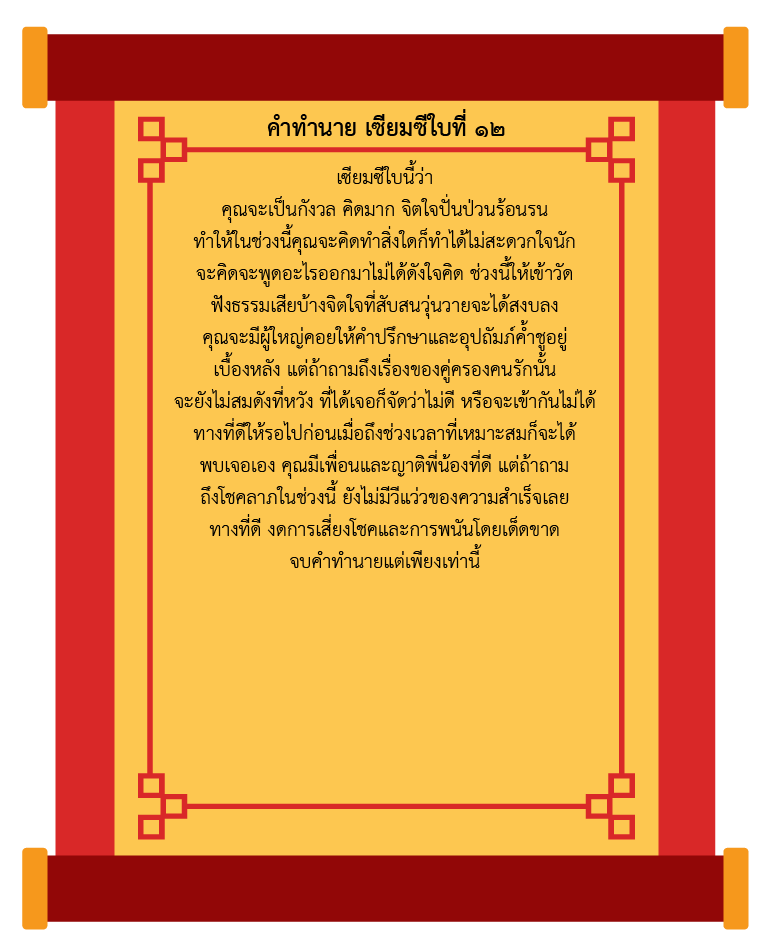 คำทำนาย เซียมซีใบที่ ๑๒
เซียมซีใบนี้ว่า
คุณจะเป็นกังวล คิดมาก จิตใจปั่นป่วนร้อนรน
ทำให้ในช่วงนี้คุณจะคิดทำสิ่งใดก็ทำได้ไม่สะดวกใจนัก
จะคิดจะพูดอะไรออกมาไม่ได้ดังใจคิด ช่วงนี้ให้เข้าวัด
ฟังธรรมเสียบ้างจิตใจที่สับสนวุ่นวายจะได้สงบลง
คุณจะมีผู้ใหญ่คอยให้คำปรึกษาและอุปถัมภ์ค้ำชูอยู่
เบื้องหลัง แต่ถ้าถามถึงเรื่องของคู่ครองคนรักนั้น
จะยังไม่สมดังที่หวัง ที่ได้เจอก็จัดว่าไม่ดี หรือจะเข้ากันไม่ได้
ทางที่ดีให้รอไปก่อนเมื่อถึงช่วงเวลาที่เหมาะสมก็จะได้
พบเจอเอง คุณมีเพื่อนและญาติพี่น้องที่ดี แต่ถ้าถาม
ถึงโชคลาภในช่วงนี้ ยังไม่มีวีแว่วของความสำเร็จเลย
ทางที่ดี งดการเสี่ยงโชคและการพนันโดยเด็ดขาด
จบคำทำนายแต่เพียงเท่านี้